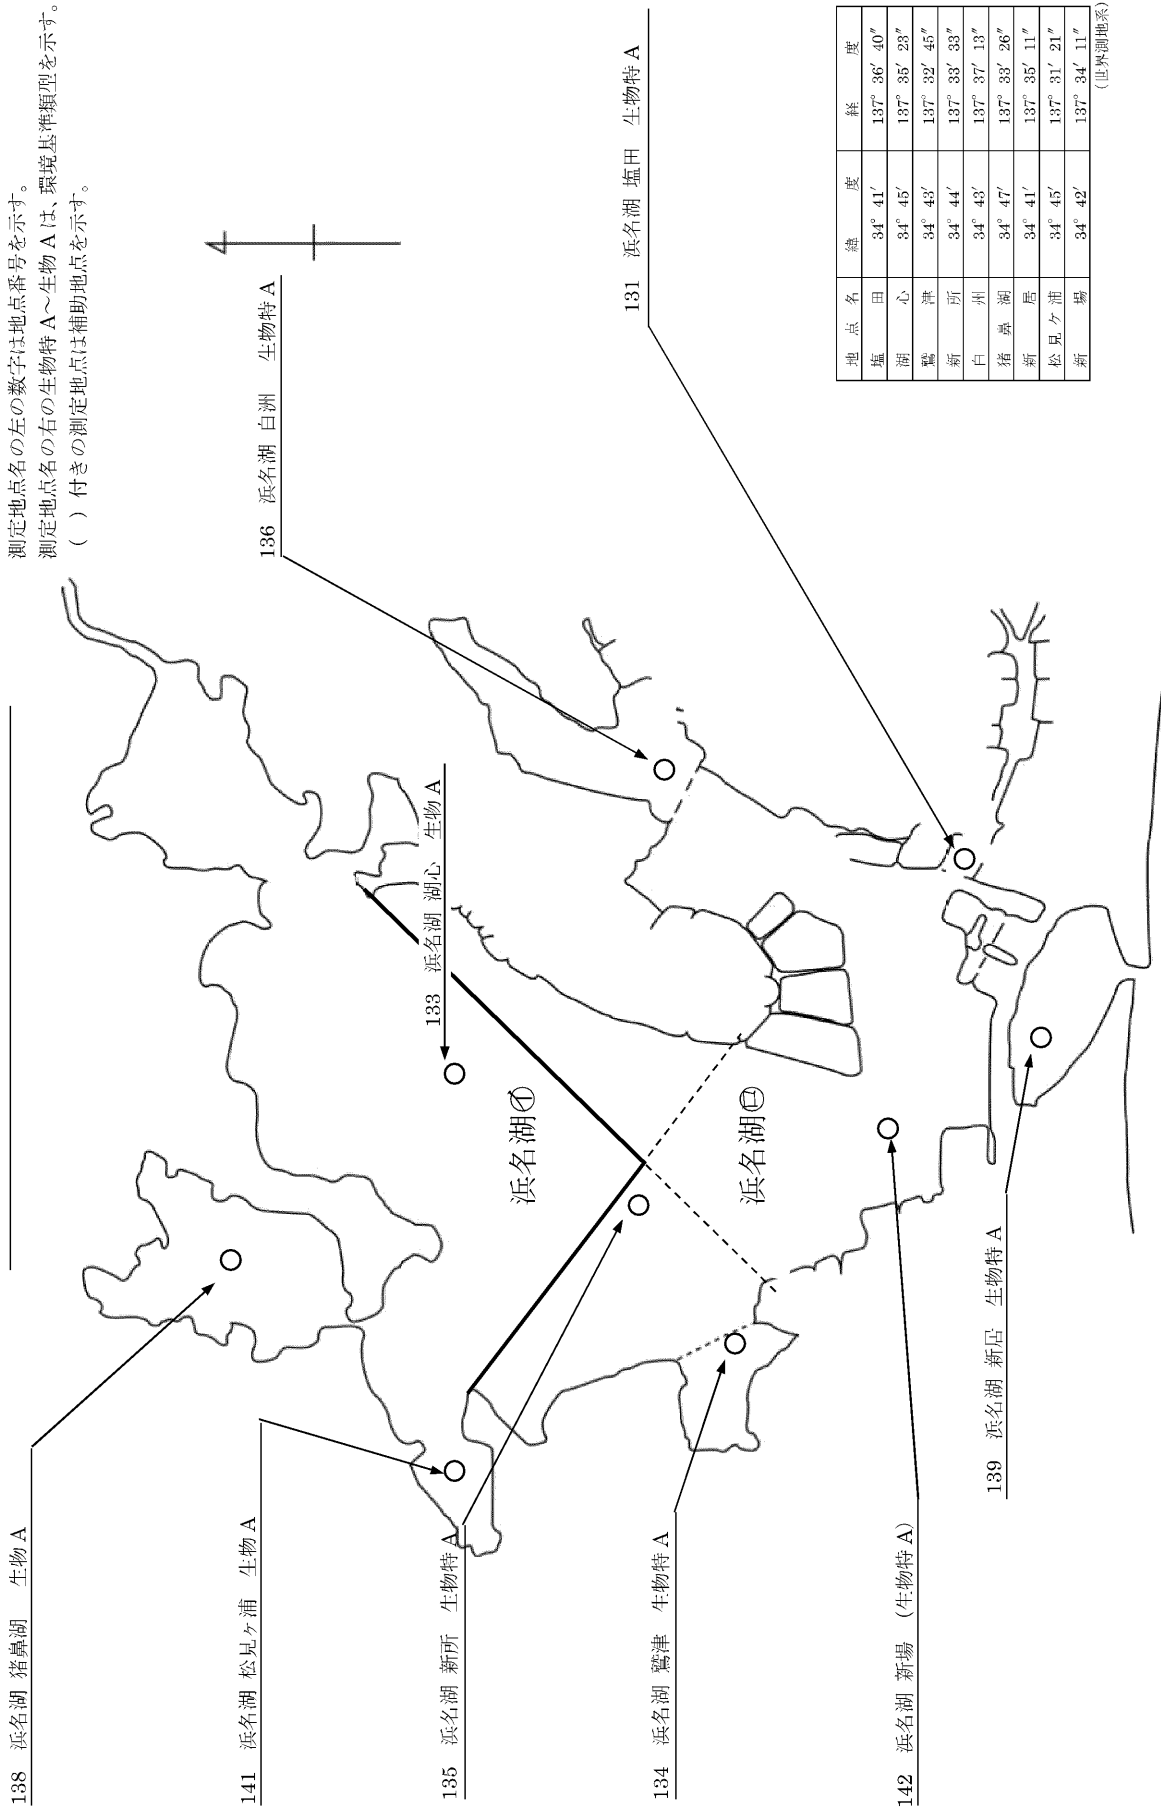 測定地点名の左の数字は地点番号を示す。
測定地点名の右の生物特A～生物Aは、環境基準類型を示す。
（ ）付きの測定地点は補助地点を示す。
138 浜名湖 猪鼻湖 生物A
141 浜名湖 松見ヶ浦 生物A
135 浜名湖 新所 生物特A
134 浜名湖 鷲津 生物特A
142 浜名湖 新場 （生物特A）
139 浜名湖 新居 生物特A
133 浜名湖 湖心 生物A
136 浜名湖 白洲 生物特A
131 浜名湖 塩田 生物特A
浜名湖㋑
浜名湖㋺
地点名 緯度 経度
塩田 34° 41′ 137° 36′ 40″
湖心 34° 45′ 137° 35′ 23″
鷲津 34° 43′ 137° 32′ 45″
新所 34° 44′ 137° 33′ 33″
白州 34° 43′ 137° 37′ 13″
猪鼻湖 34° 47′ 137° 33′ 26″
新居 34° 41′ 137° 35′ 11″
松見ケ浦 34° 45′ 137° 31′ 21″
新場 34° 42′ 137° 34′ 11″
(世界測地系)